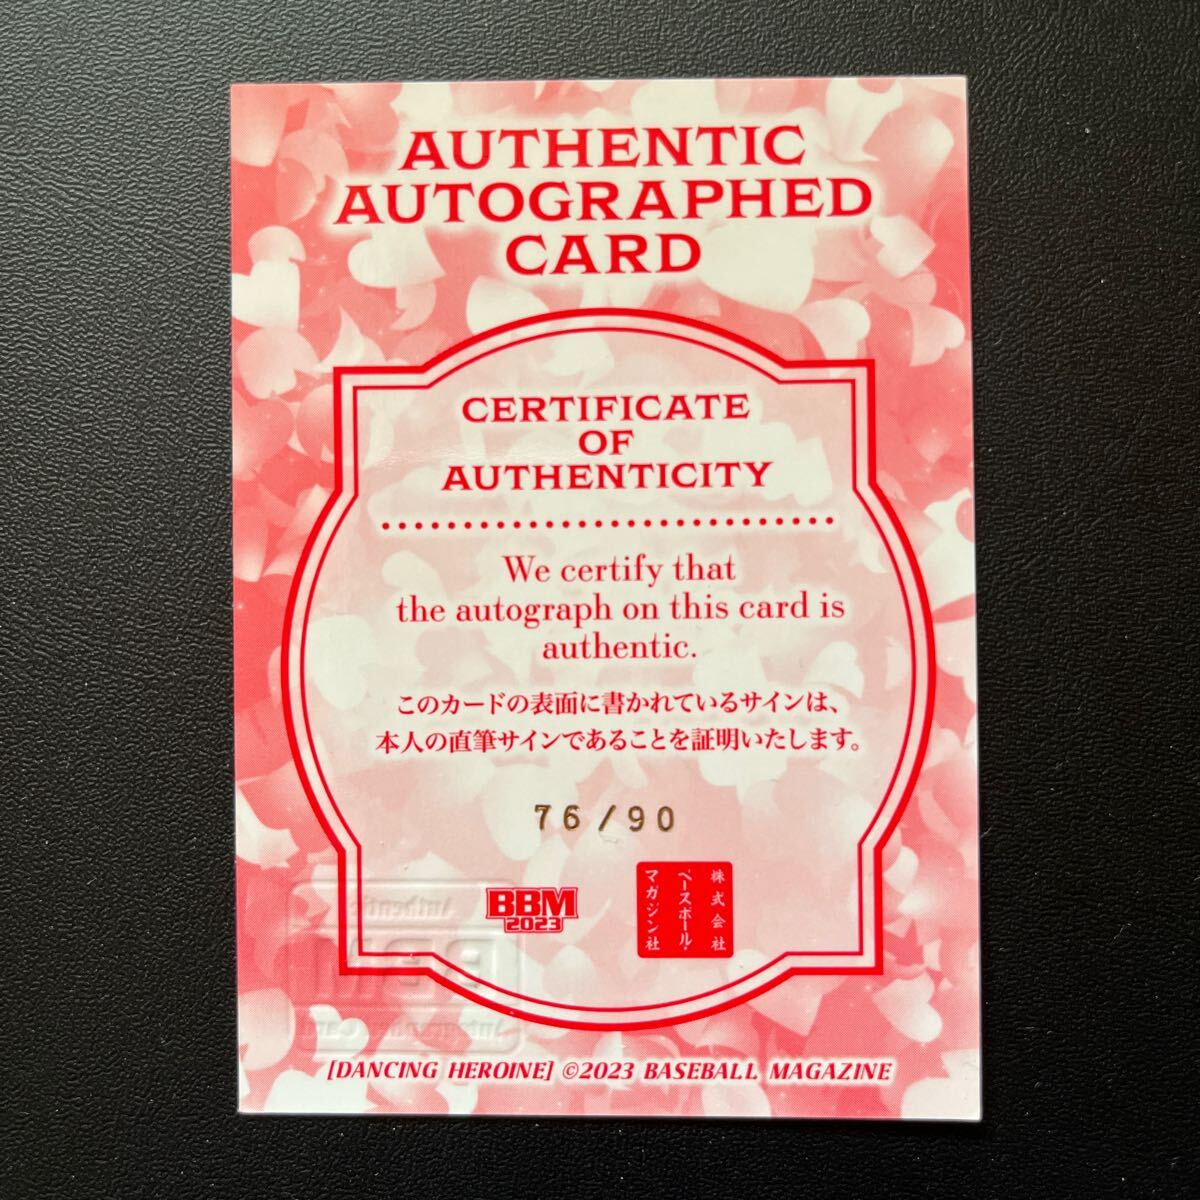 AUTHENTIC
AUTOGRAPHED
CARD
CERTIFICATE
OF
AUTHENTICITY
We certify that
the autograph on this card is
authentic.
このカードの表面に書かれているサインは、
本人の直筆サインであることを証明いたします。
76/90
BBM
2023
株式会社
ベースボール・
マガジン社
Authentic
BBM
Autographed Card
[DANCING HEROINE] ©2023 BASEBALL MAGAZINE